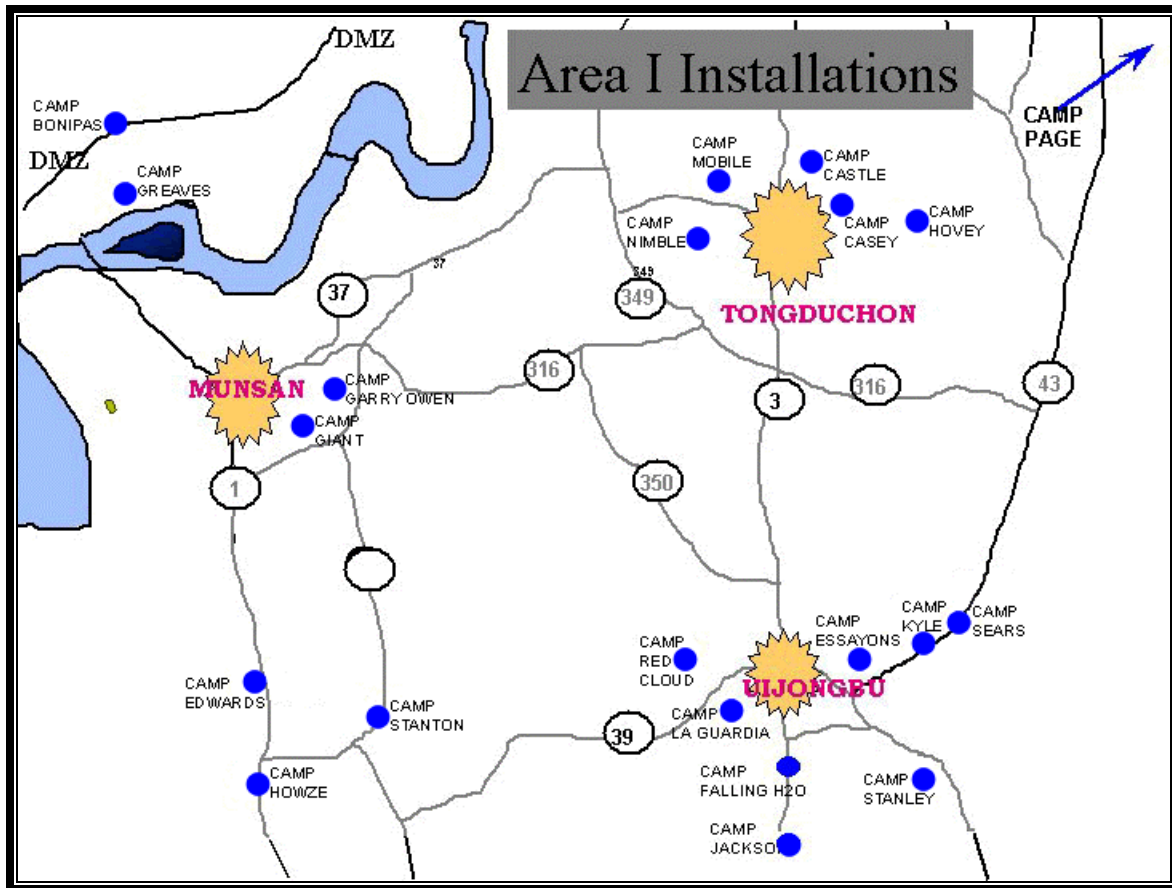 DMZ
Area I Installations
CAMP
BONIPAS
DMZ
CAMP
GREAVES
CAMP
PAGE
CAMP
MOBILE
CAMP
CASTLE
CAMP
NIMBLE
CAMP
CASEY
CAMP
HOVEY
37
37
349
349
TONGDUCHON
MUNSAN
CAMP
GARRY OWEN
CAMP
GIANT
316
3
316
43
1
350
CAMP
RED
CLOUD
CAMP
ESSAYONS
CAMP
KYLE
CAMP
SEARS
UIJONGBU
CAMP
EDWARDS
CAMP
STANTON
CAMP
LA GUARDIA
39
CAMP
HOWZE
CAMP
FALLING H2O
CAMP
STANLEY
CAMP
JACKSON